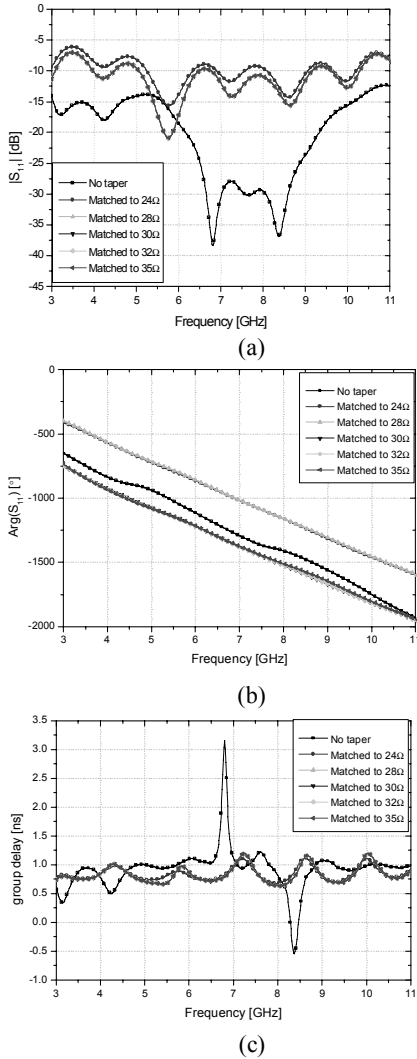 0
-5
-10
-15
-20
-25
-30
-35
-40
-45
|S₁₁| [dB]
No taper
Matched to 24Ω
Matched to 28Ω
Matched to 30Ω
Matched to 32Ω
Matched to 35Ω
3 4 5 6 7 8 9 10 11
Frequency [GHz]
(a)
0
-500
-1000
-1500
-2000
Arg(S₁₁) [°]
No taper
Matched to 24Ω
Matched to 28Ω
Matched to 30Ω
Matched to 32Ω
Matched to 35Ω
3 4 5 6 7 8 9 10 11
Frequency [GHz]
(b)
3.5
3.0
2.5
2.0
1.5
1.0
0.5
0.0
-0.5
-1.0
group delay [ns]
No taper
Matched to 24Ω
Matched to 28Ω
Matched to 30Ω
Matched to 32Ω
Matched to 35Ω
3 4 5 6 7 8 9 10 11
Frequency [GHz]
(c)